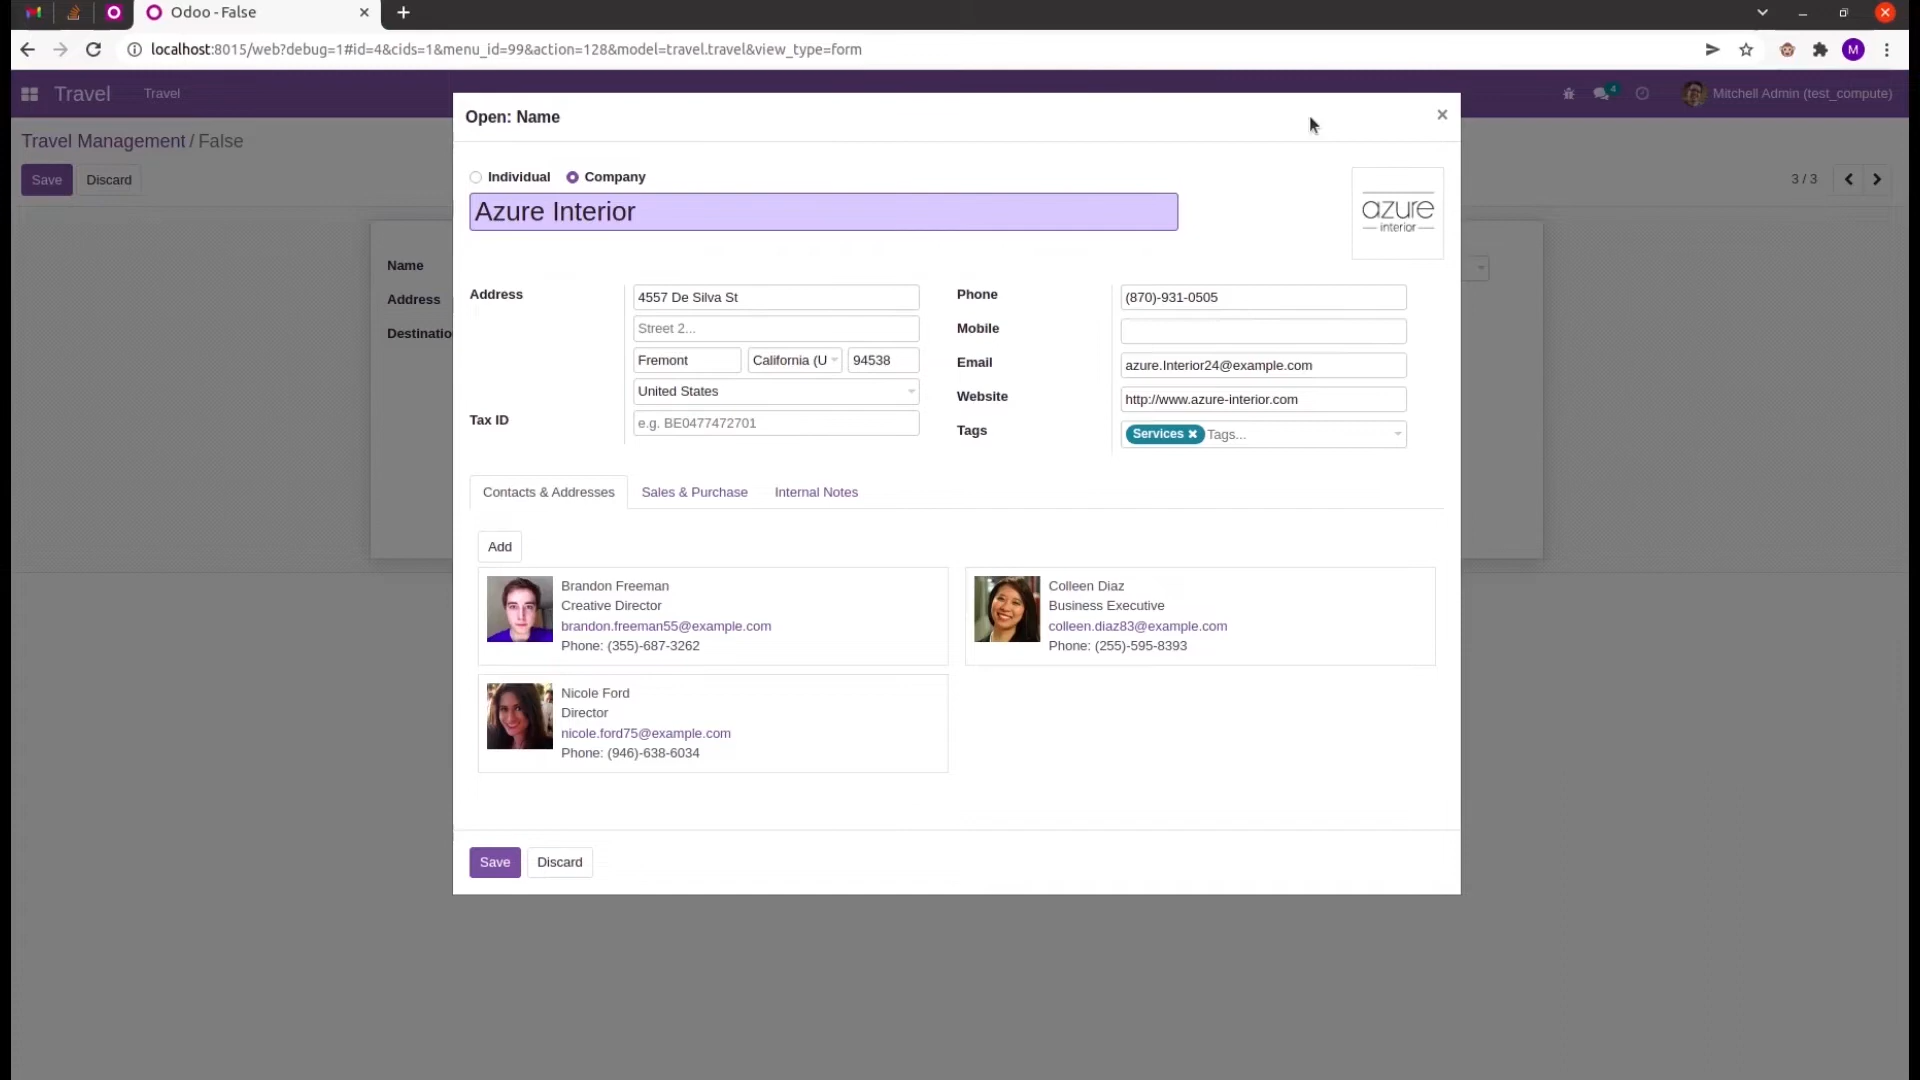 Odoo - False
localhost:8015/web?debug=1#id=4&cids=1&menu_id=99&action=128&model=travel.travel&view_type=form
M
Travel
Travel
4
Mitchell Admin (test_compute)
Travel Management / False
Save
Discard
3 / 3
Name
Address
Destinatio
Open: Name
×
Individual
Company
Azure Interior
azure
interior
Address
4557 De Silva St
Street 2...
Fremont
California (U
94538
United States
Tax ID
e.g. BE0477472701
Phone
(870)-931-0505
Mobile
Email
azure.Interior24@example.com
Website
http://www.azure-interior.com
Tags
Services
Tags...
Contacts & Addresses
Sales & Purchase
Internal Notes
Add
Brandon Freeman
Creative Director
brandon.freeman55@example.com
Phone: (355)-687-3262
Colleen Diaz
Business Executive
colleen.diaz83@example.com
Phone: (255)-595-8393
Nicole Ford
Director
nicole.ford75@example.com
Phone: (946)-638-6034
Save
Discard